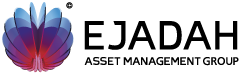 ©
EJADAH
ASSET MANAGEMENT GROUP